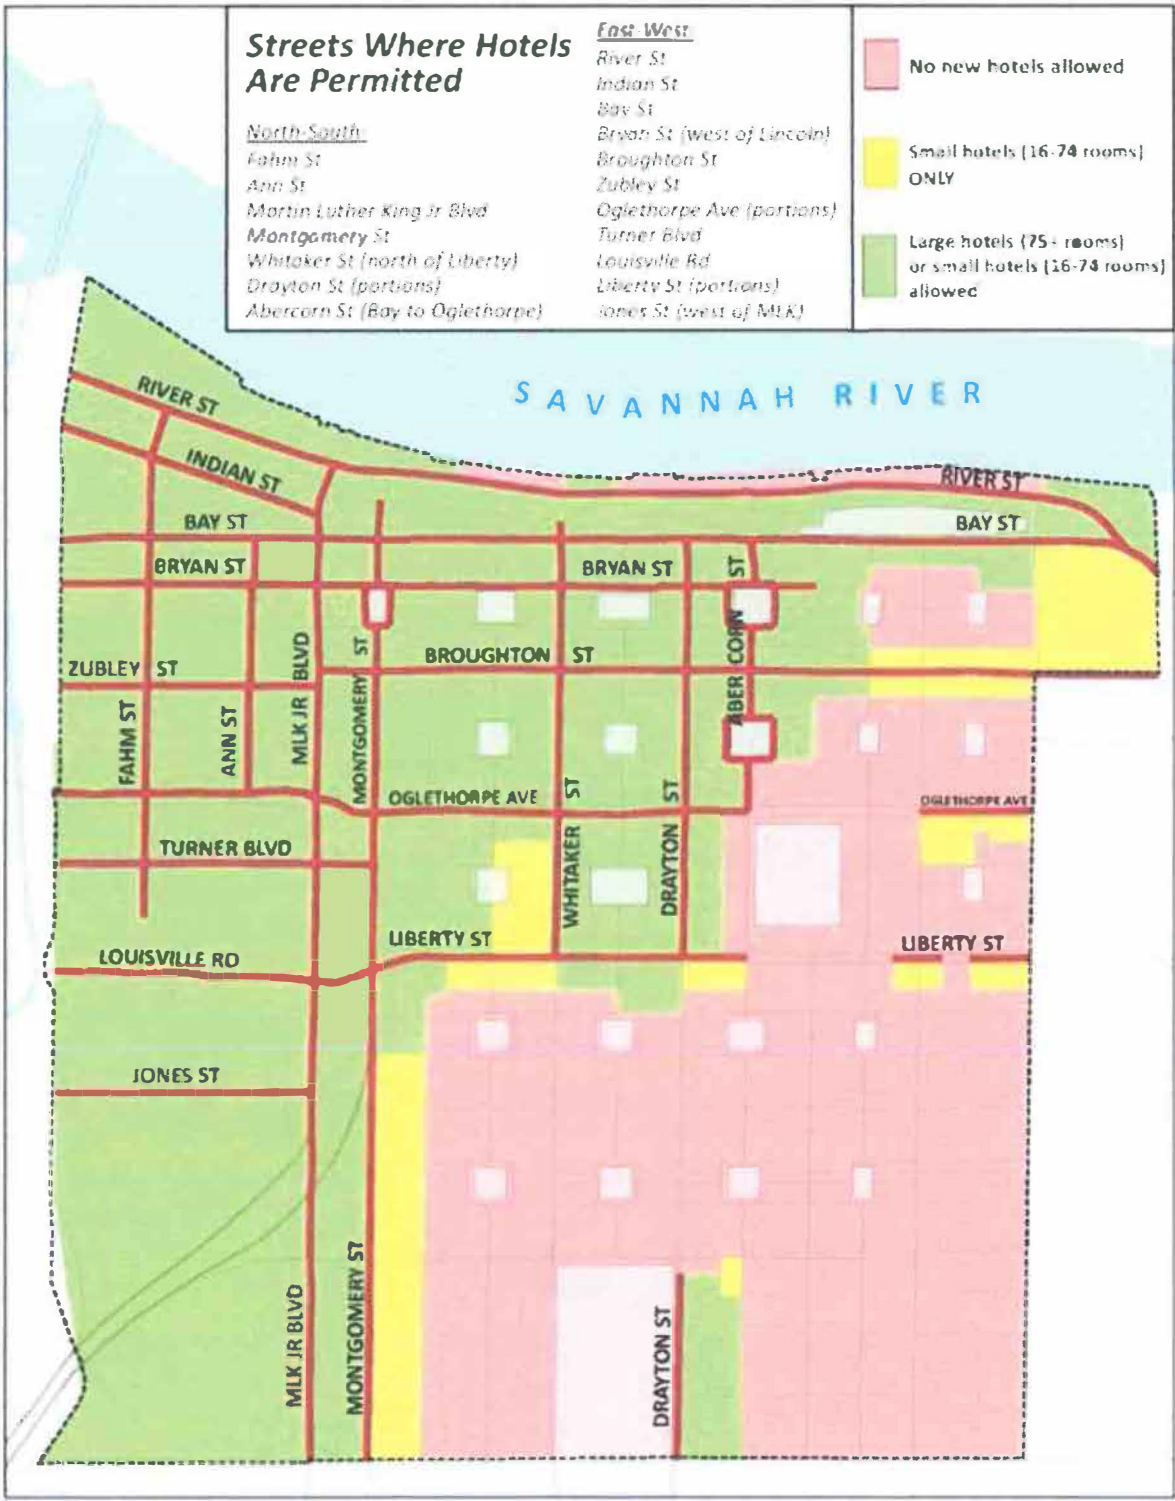 Streets Where Hotels
Are Permitted
North-South:
Fahm St
Ann St
Martin Luther King Jr Blvd
Montgomery St
Whitaker St (north of Liberty)
Drayton St (portions)
Abercorn St (Bay to Oglethorpe)
East-West:
River St
Indian St
Bay St
Bryan St (west of Lincoln)
Broughton St
Zubley St
Oglethorpe Ave (portions)
Turner Blvd
Louisville Rd
Liberty St (portions)
Jones St (west of MLK)
No new hotels allowed
Small hotels (16-74 rooms)
ONLY
Large hotels (75+ rooms)
or small hotels (16-74 rooms)
allowed
SAVANNAH RIVER
RIVER ST
INDIAN ST
RIVER ST
BAY ST
BAY ST
BRYAN ST
BRYAN ST
ABERCORN ST
ZUBLEY ST
BROUGHTON ST
FAHM ST
ANN ST
MLK JR BLVD
MONTGOMERY ST
OGLETHORPE AVE
OGLETHORPE AVE
WHITAKER ST
DRAYTON ST
TURNER BLVD
LIBERTY ST
LIBERTY ST
LOUISVILLE RD
JONES ST
MLK JR BLVD
MONTGOMERY ST
DRAYTON ST